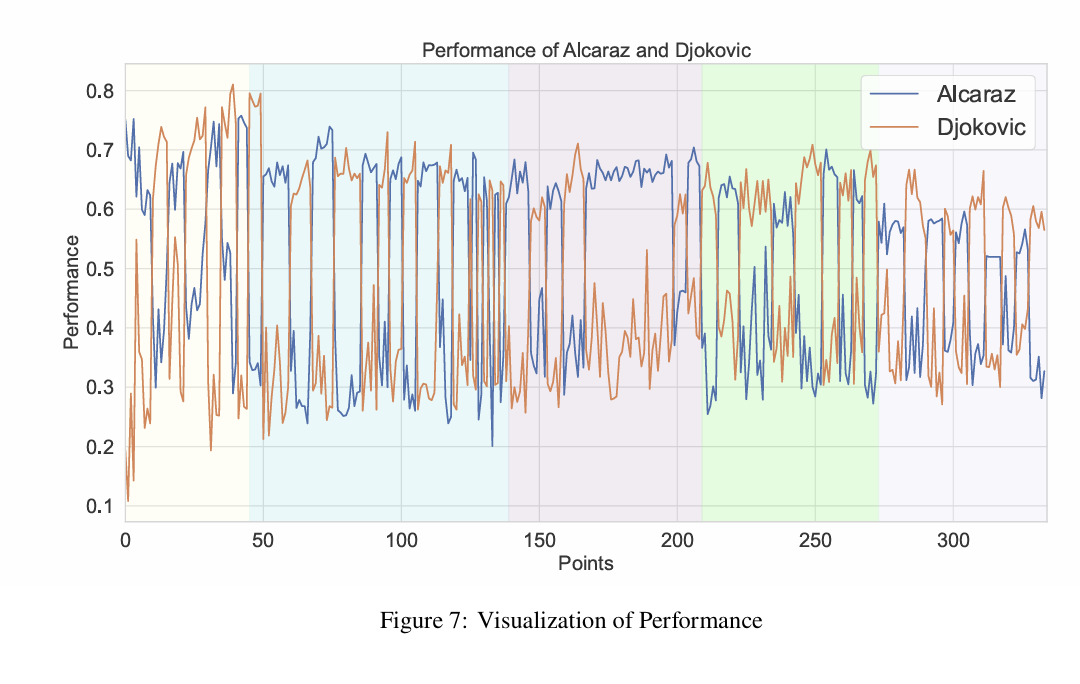 Performance of Alcaraz and Djokovic
Alcaraz
Djokovic
Performance
0.8
0.7
0.6
0.5
0.4
0.3
0.2
0.1
0 50 100 150 200 250 300
Points
Figure 7: Visualization of Performance